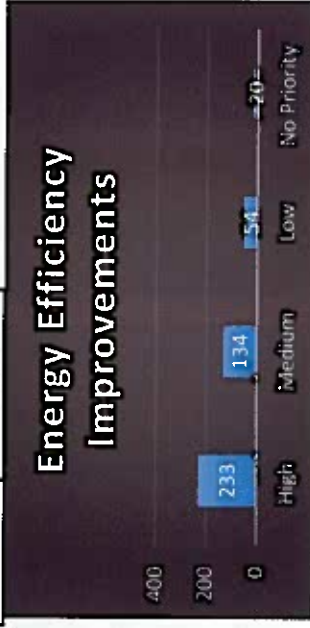 Energy Efficiency
Improvements
400
200
0
233
134
54
20
High
Medium
Low
No Priority